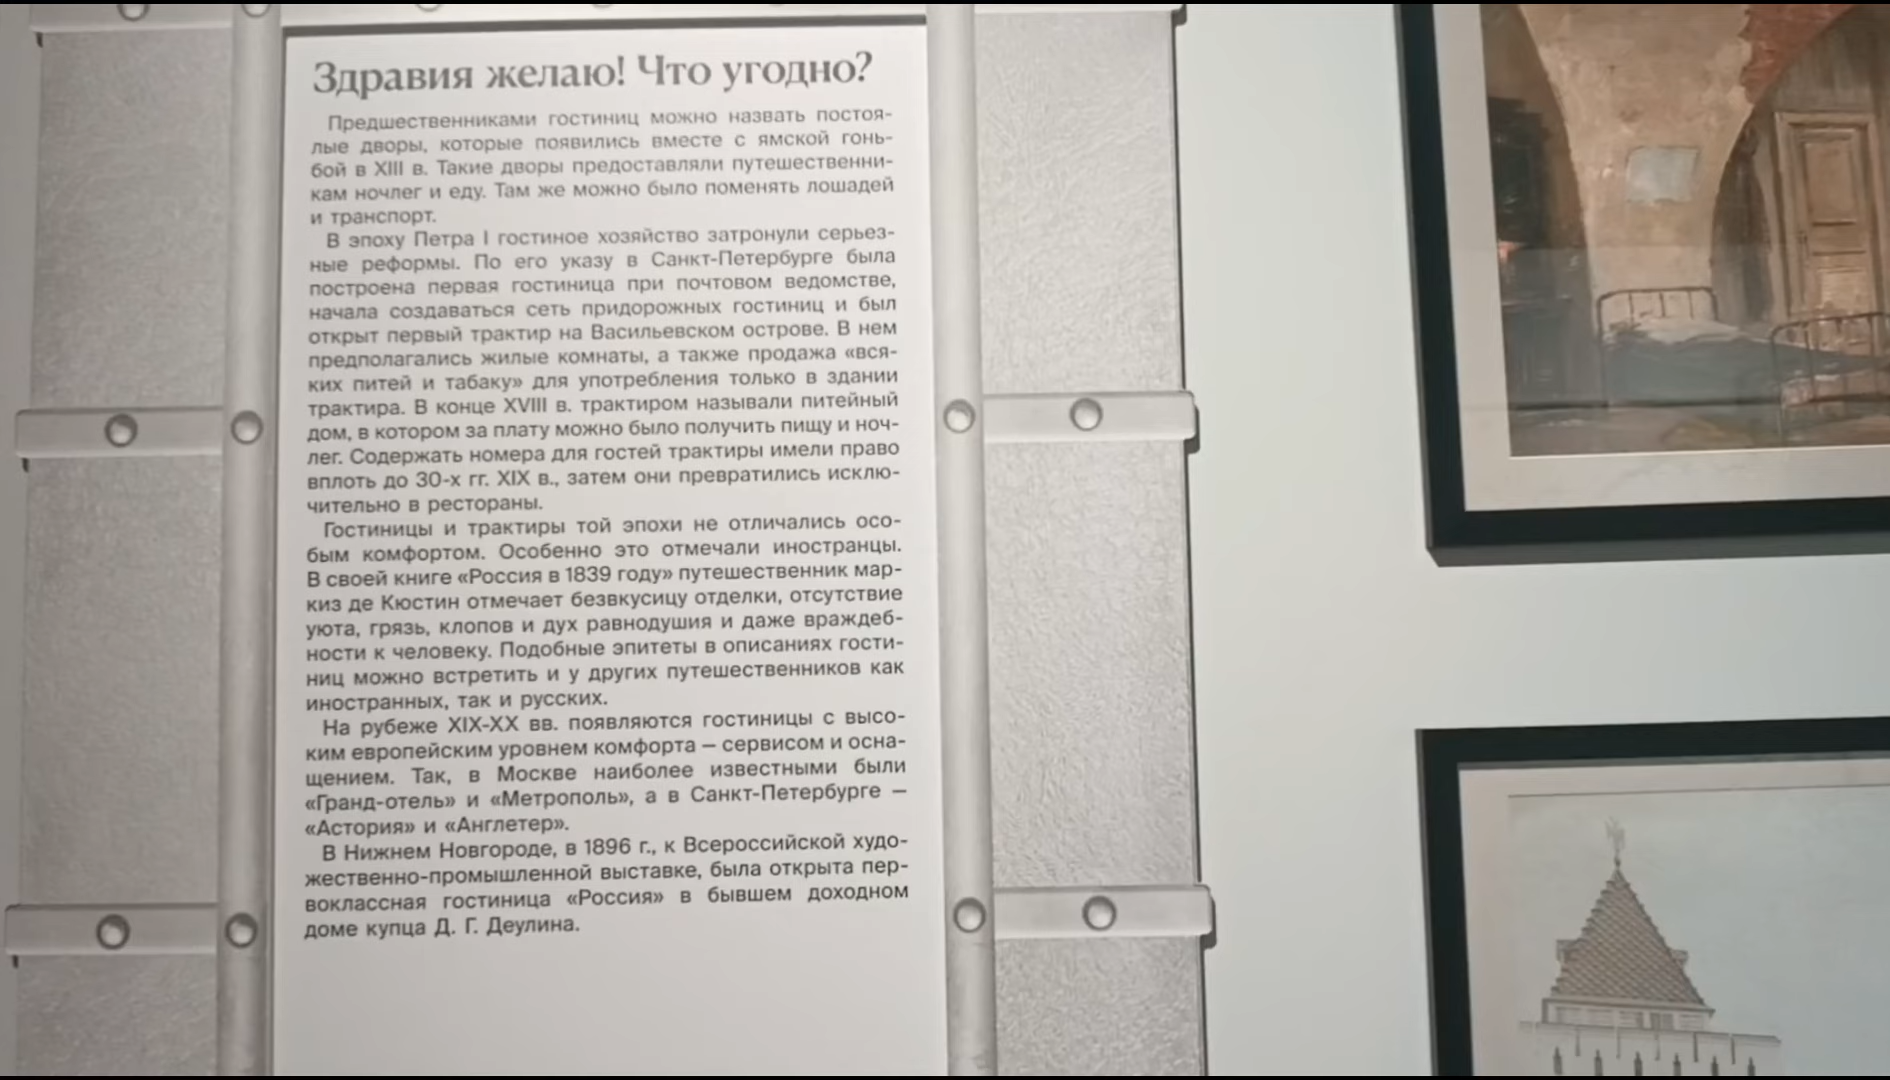 Здравия желаю! Что угодно?
Предшественниками гостиниц можно назвать постоя-
лые дворы, которые появились вместе с ямской гонь-
бой в XIII в. Такие дворы предоставляли путешественни-
кам ночлег и еду. Там же можно было поменять лошадей
и транспорт.
В эпоху Петра I гостиное хозяйство затронули серьез-
ные реформы. По его указу в Санкт-Петербурге была
построена первая гостиница при почтовом ведомстве,
начала создаваться сеть придорожных гостиниц и был
открыт первый трактир на Васильевском острове. В нем
предполагались жилые комнаты, а также продажа «вся-
ких питей и табаку» для употребления только в здании
трактира. В конце XVIII в. трактиром называли питейный
дом, в котором за плату можно было получить пищу и ноч-
лег. Содержать номера для гостей трактиры имели право
вплоть до 30-х гг. XIX в., затем они превратились исклю-
чительно в рестораны.
Гостиницы и трактиры той эпохи не отличались осо-
бым комфортом. Особенно это отмечали иностранцы.
В своей книге «Россия в 1839 году» путешественник мар-
киз де Кюстин отмечает безвкусицу отделки, отсутствие
уюта, грязь, клопов и дух равнодушия и даже враждеб-
ности к человеку. Подобные эпитеты в описаниях гости-
ниц можно встретить и у других путешественников как
иностранных, так и русских.
На рубеже XIX-XX вв. появляются гостиницы с высо-
ким европейским уровнем комфорта – сервисом и осна-
щением. Так, в Москве наиболее известными были
«Гранд-отель» и «Метрополь», а в Санкт-Петербурге –
«Астория» и «Англетер».
В Нижнем Новгороде, в 1896 г., к Всероссийской худо-
жественно-промышленной выставке, была открыта пер-
воклассная гостиница «Россия» в бывшем доходном
доме купца Д. Г. Деулина.